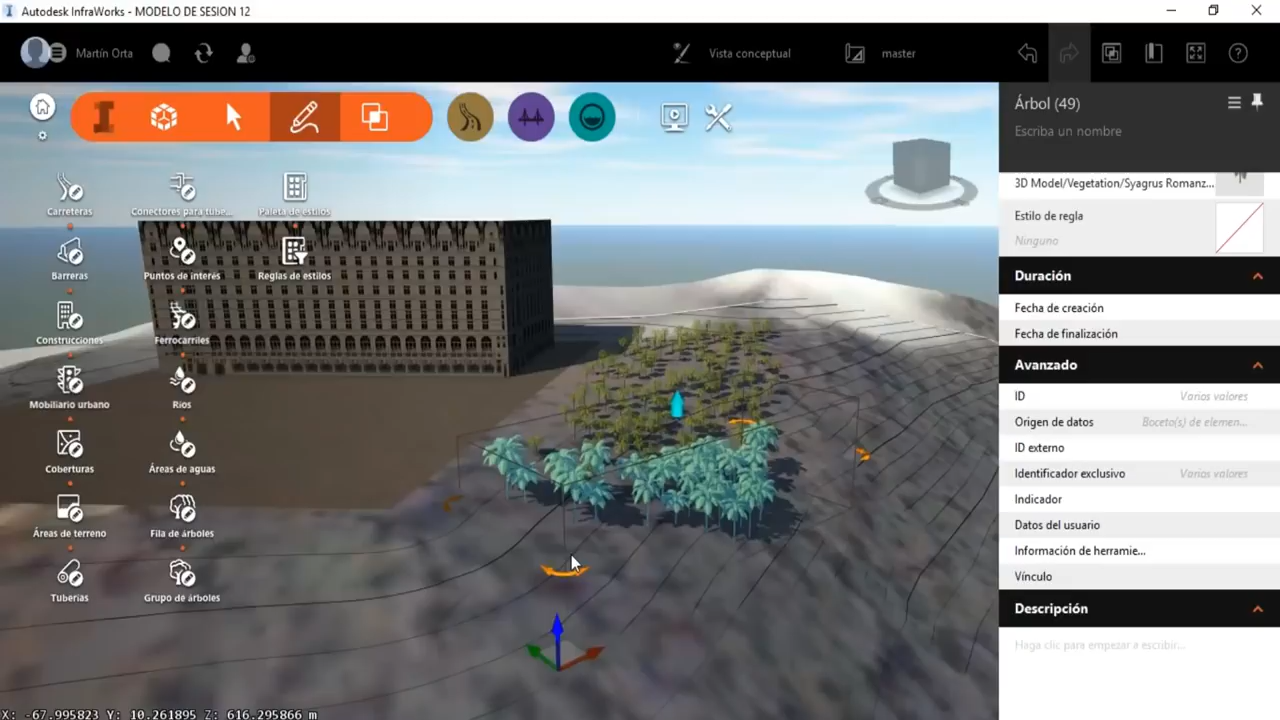 Autodesk InfraWorks - MODELO DE SESION 12
Martín Orta
Vista conceptual
master
Carreteras
Conectores para tube...
Paleta de estilos
Barreras
Puntos de interés
Reglas de estilos
Construcciones
Ferrocarriles
Mobiliario urbano
Ríos
Coberturas
Áreas de aguas
Áreas de terreno
Fila de árboles
Tuberías
Grupo de árboles
X: -67.995823 Y: 10.261895 Z: 616.295866 m
Árbol (49)
Escriba un nombre
3D Model/Vegetation/Syagrus Romanz...
Estilo de regla
Ninguno
Duración
Fecha de creación
Fecha de finalización
Avanzado
ID Varios valores
Origen de datos Boceto(s) de elemen...
ID externo
Identificador exclusivo Varios valores
Indicador
Datos del usuario
Información de herramie...
Vínculo
Descripción
Haga clic para empezar a escribir...